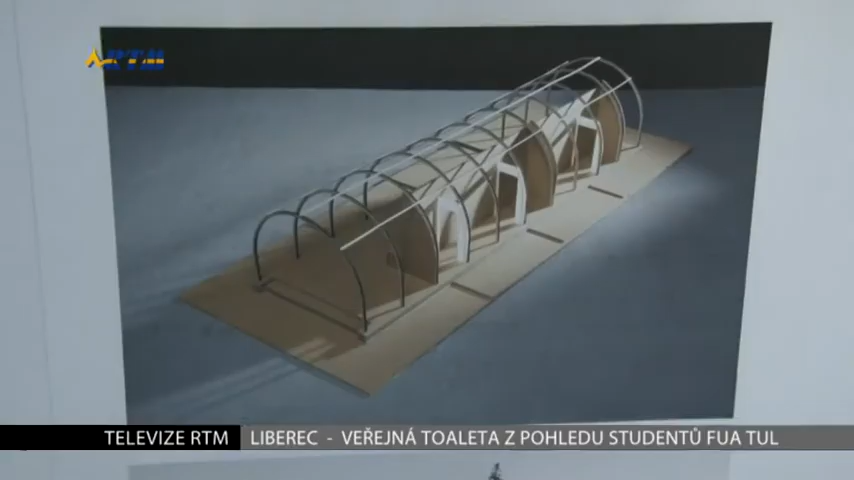 RTM
TELEVIZE RTM LIBEREC - VEŘEJNÁ TOALETA Z POHLEDU STUDENTŮ FUA TUL